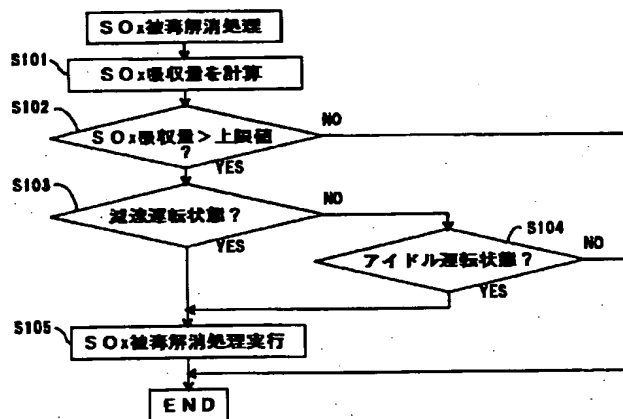 SOx被毒解消処理
S101
SOx吸収量を計算
S102
SOx吸収量>上限値
?
NO
YES
S103
減速運転状態?
NO
YES
S104
アイドル運転状態?
NO
YES
S105
SOx被毒解消処理実行
END